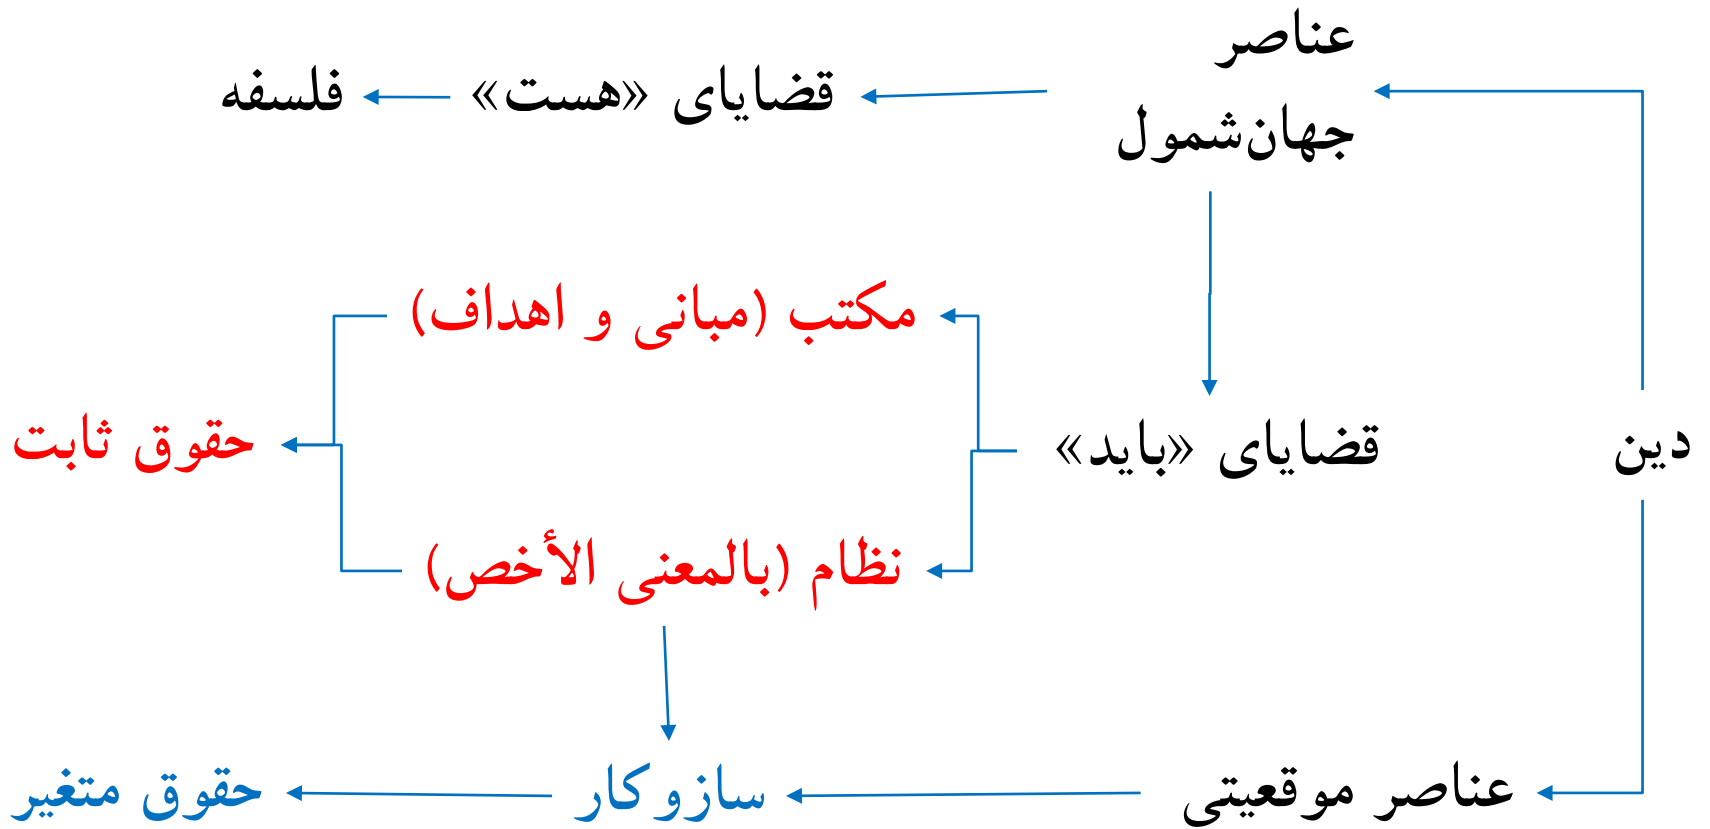 عناصر
جهان‌شمول
قضایای «هست»
فلسفه
مکتب (مبانی و اهداف)
دین
قضایای «باید»
حقوق ثابت
نظام (بالمعنی الأخص)
عناصر موقعیتی
سازوکار
حقوق متغیر